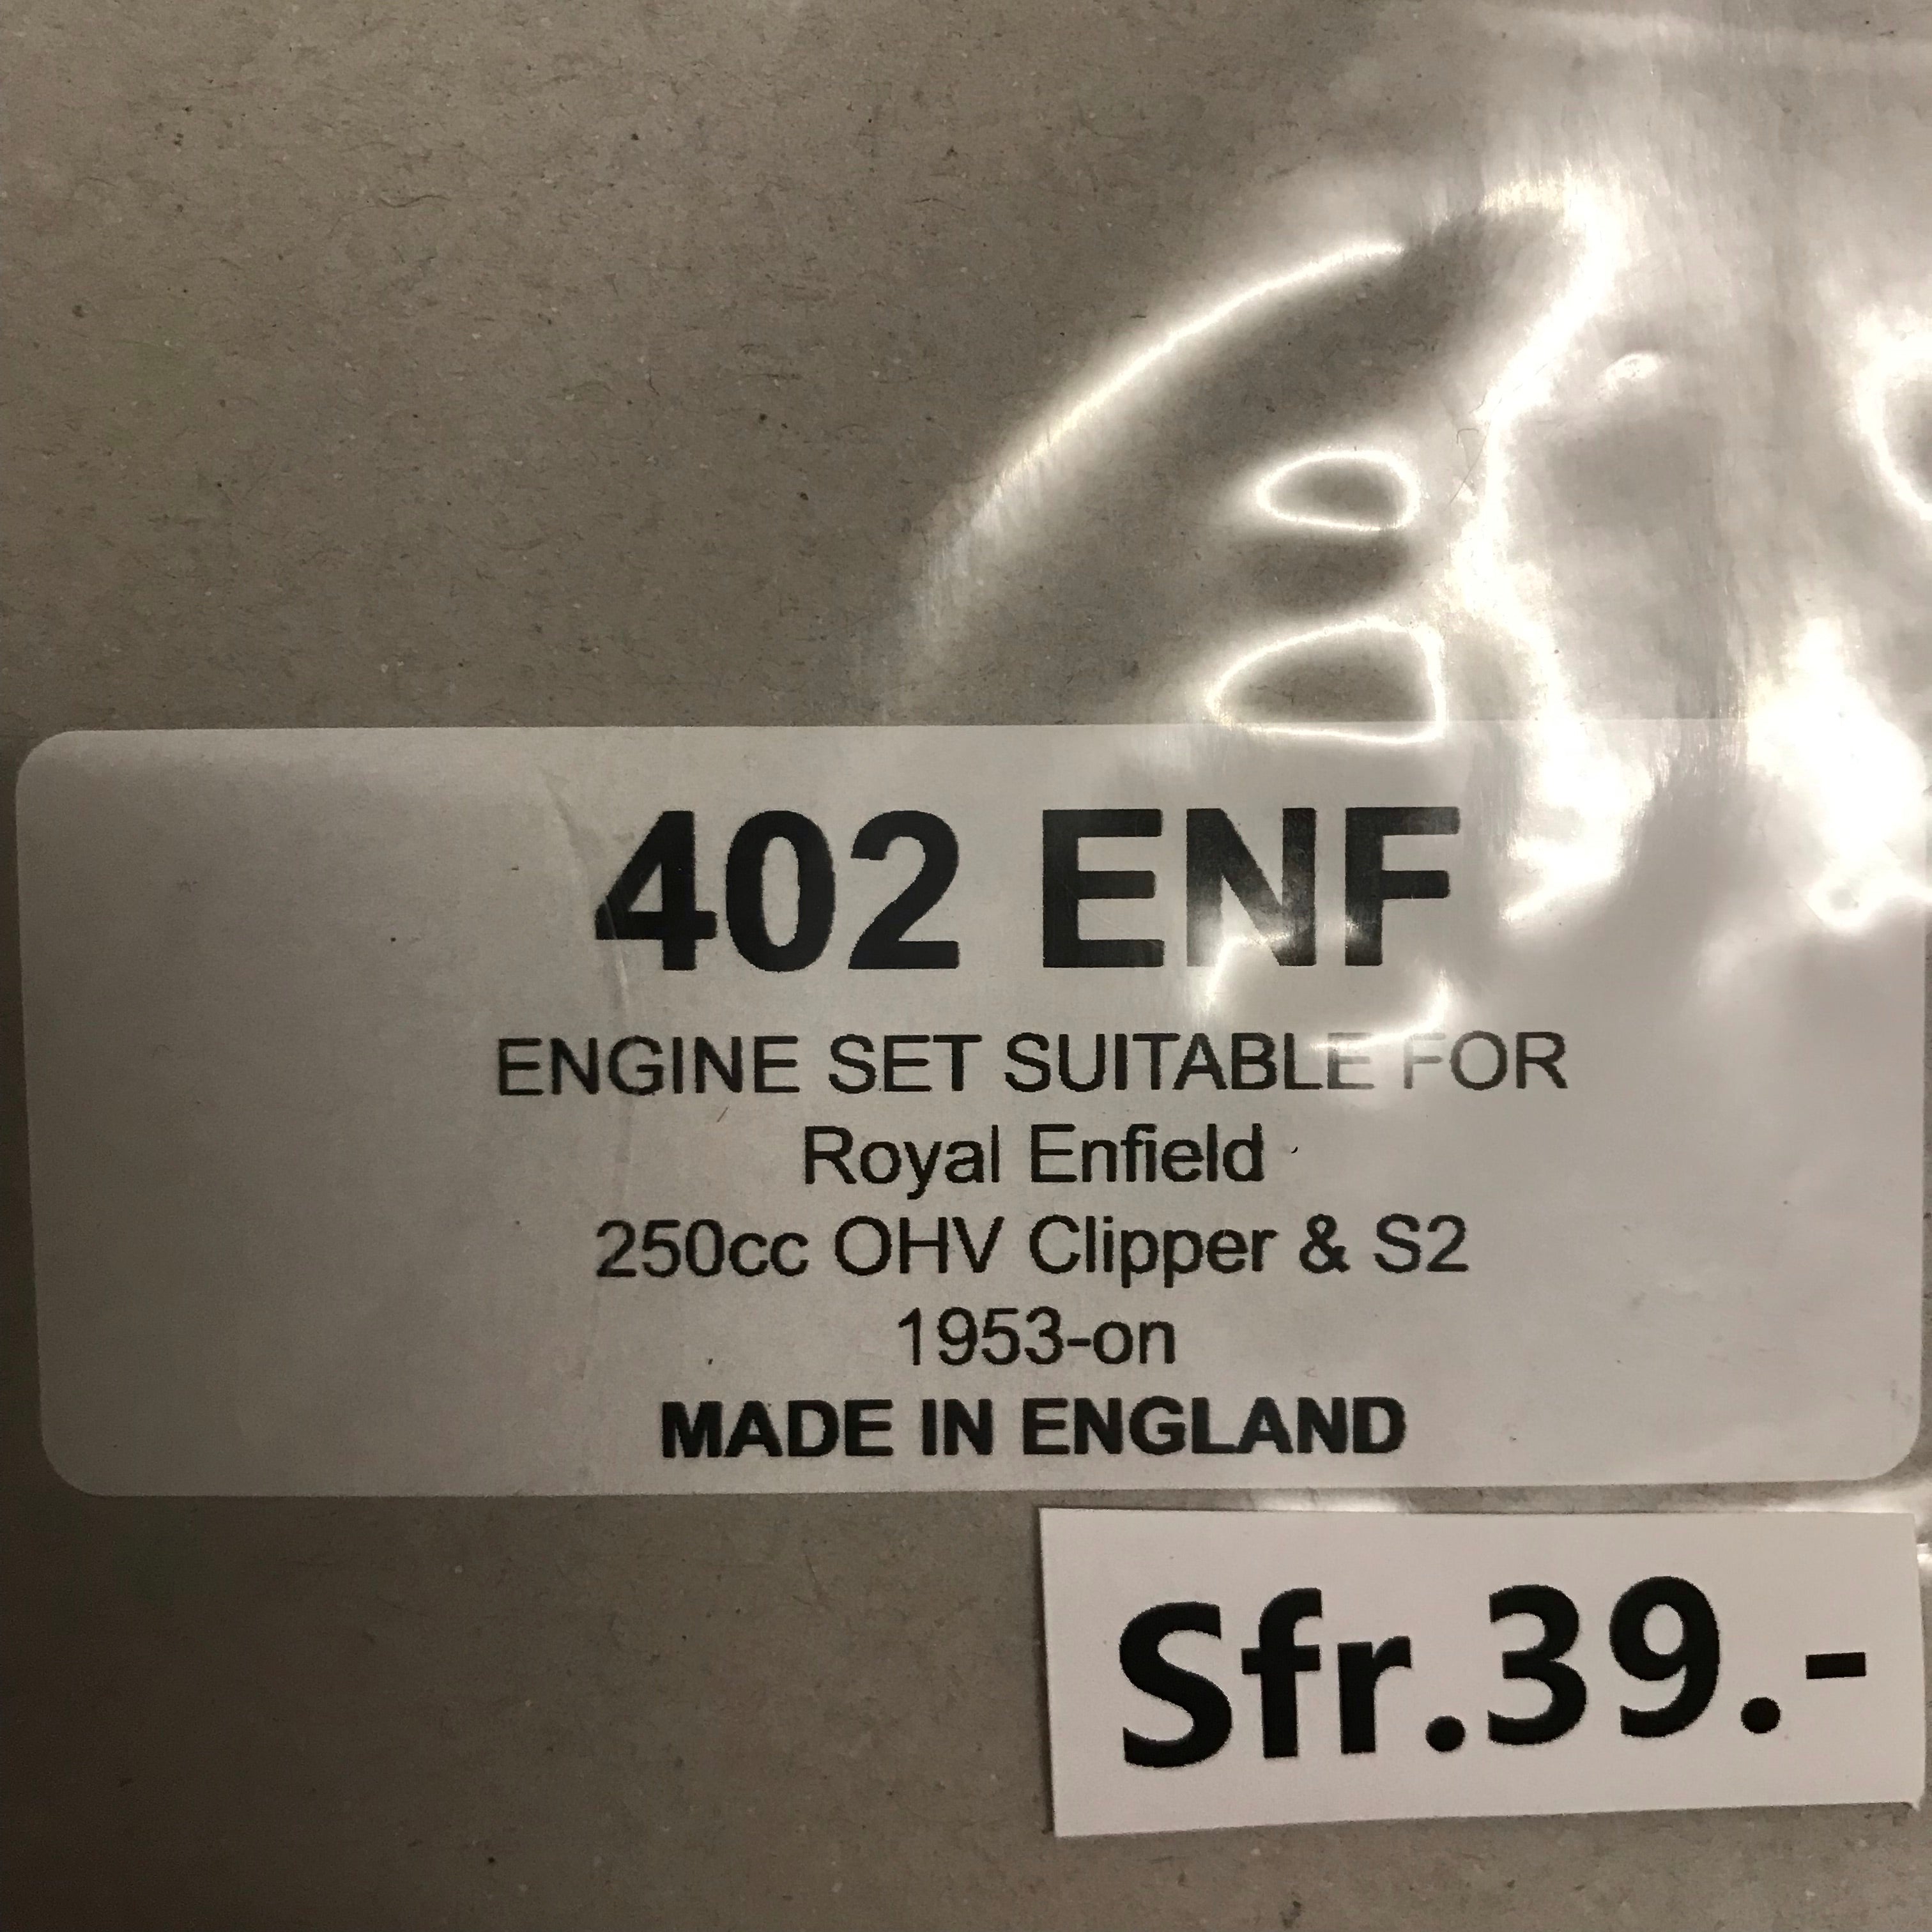 402 ENF
ENGINE SET SUITABLE FOR
Royal Enfield
250cc OHV Clipper & S2
1953-on
MADE IN ENGLAND
Sfr.39.-